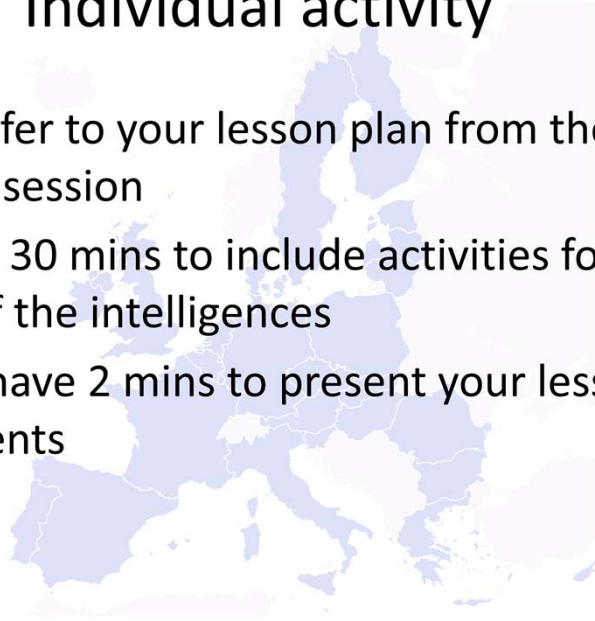 Individual activity
fer to your lesson plan from the
session
30 mins to include activities fo
f the intelligences
have 2 mins to present your less
ents